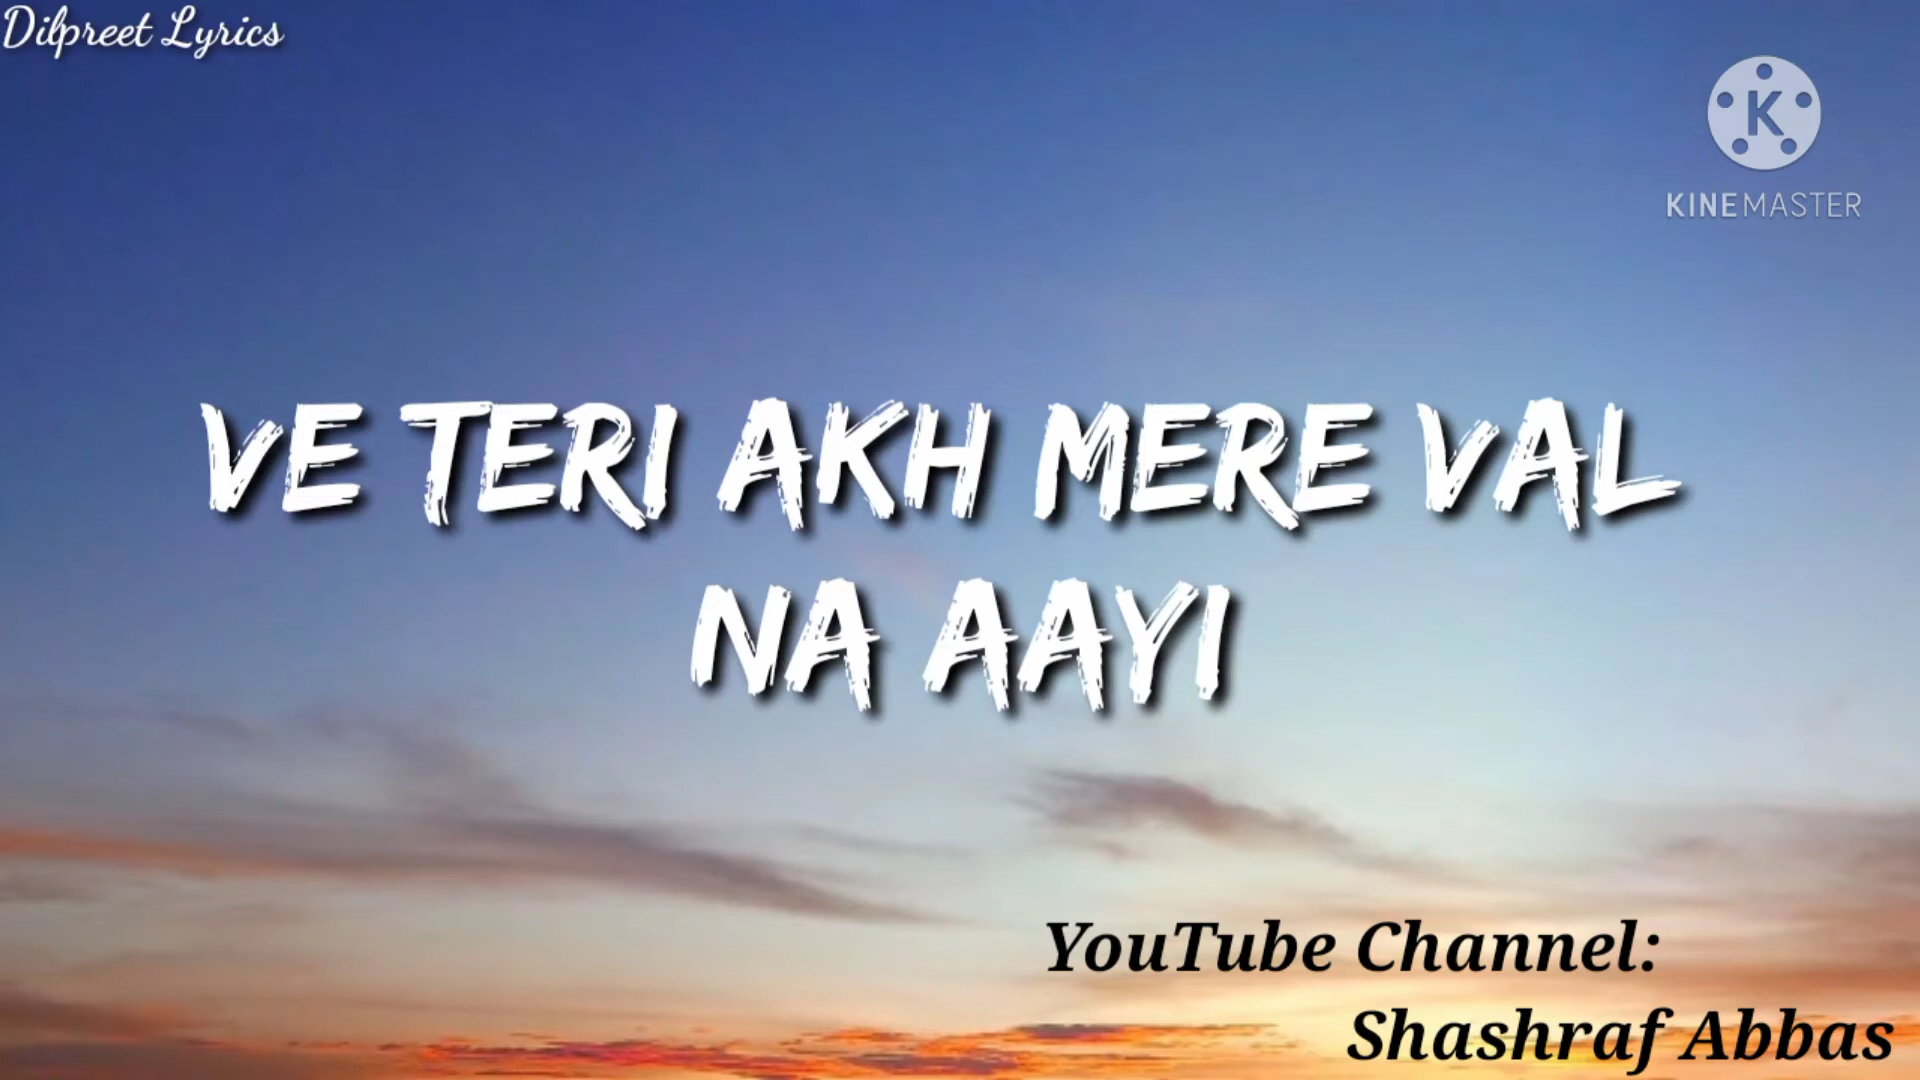 Dilpreet Lyrics
K
KINEMASTER
VE TERI AKH MERE VAL
NA AAYI
YouTube Channel:
Shashraf Abbas